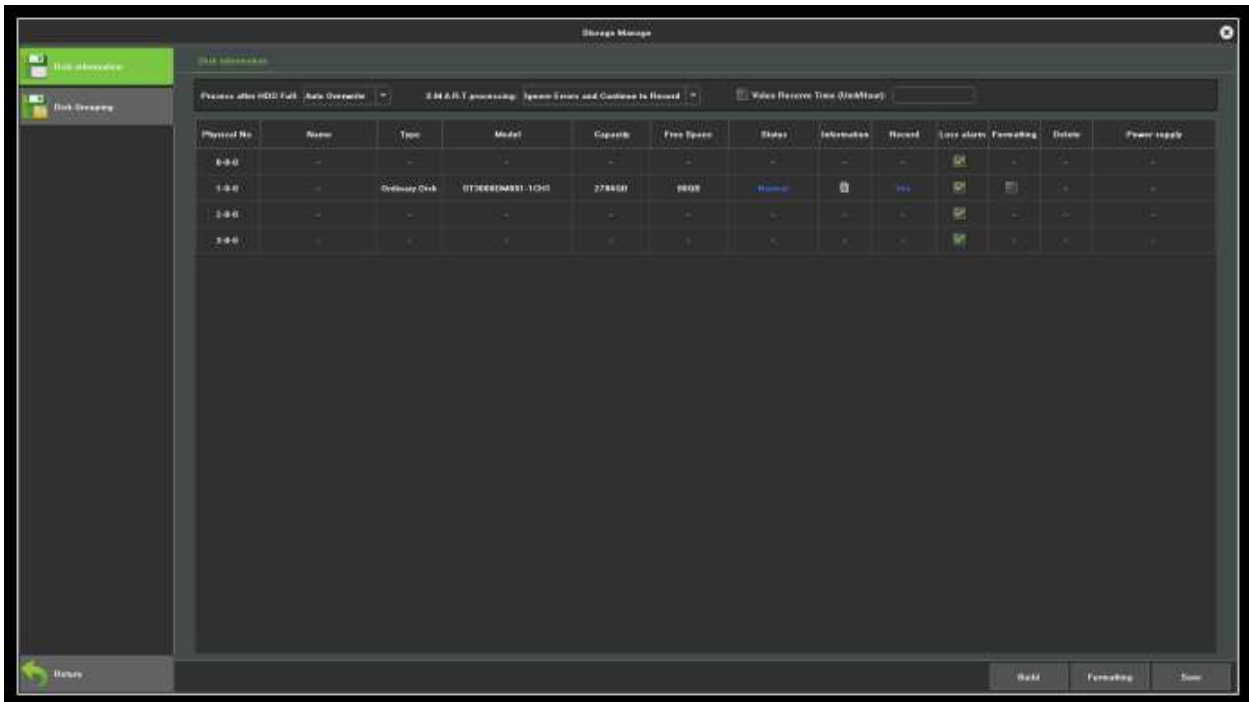 Storage Manage
Disk information
Disk Grouping
Disk information
Process after HDD Full: Auto Overwrite S.M.A.R.T processing: Ignore Errors and Continue to Record Video Reserve Time (Unit/Hour):
Physical No Name Type Model Capacity Free Space Status Information Record Loss alarm Formatting Delete Power supply
0-0-0 - - - - - - - - - - -
1-0-0 - Ordinary Disk 2794GB 90GB Normal Yes - -
2-0-0 - - - - - - - - - - -
3-0-0 - - - - - - - - - - -
Return
Build Formatting Save